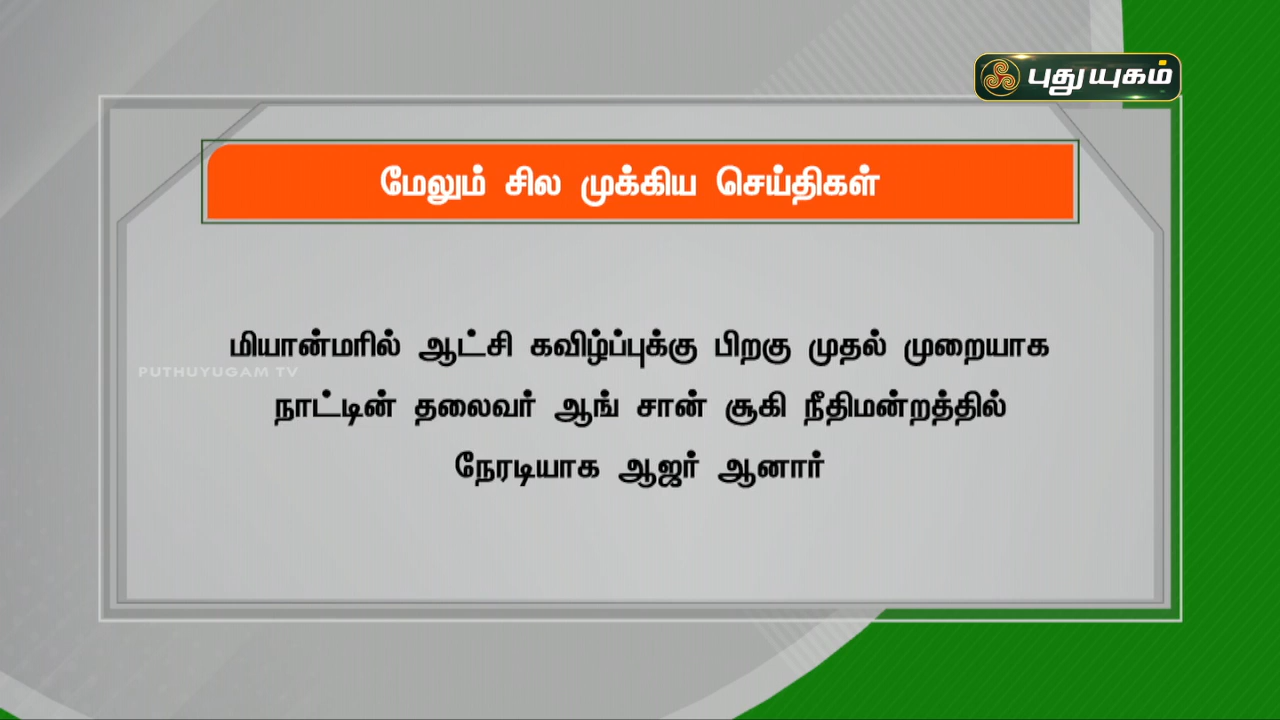 புதுயுகம்
மேலும் சில முக்கிய செய்திகள்
மியான்மரில் ஆட்சி கவிழ்ப்புக்கு பிறகு முதல் முறையாக
PUTHUYUGAM TV
நாட்டின் தலைவர் ஆங் சான் சூகி நீதிமன்றத்தில்
நேரடியாக ஆஜர் ஆனார்